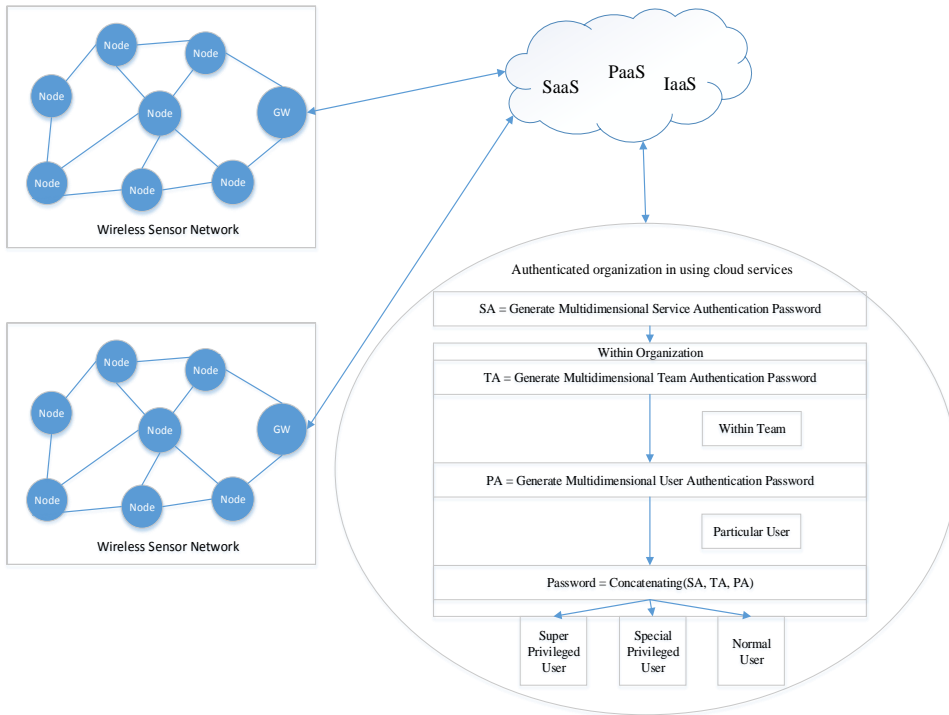 Node
Node
Node
GW
Node
Node
Node
Node
Wireless Sensor Network
SaaS
PaaS
IaaS
Node
Node
Node
GW
Node
Node
Node
Node
Wireless Sensor Network
Authenticated organization in using cloud services
SA = Generate Multidimensional Service Authentication Password
Within Organization
TA = Generate Multidimensional Team Authentication Password
Within Team
PA = Generate Multidimensional User Authentication Password
Particular User
Password = Concatenating(SA, TA, PA)
Super
Privileged
User
Special
Privileged
User
Normal
User